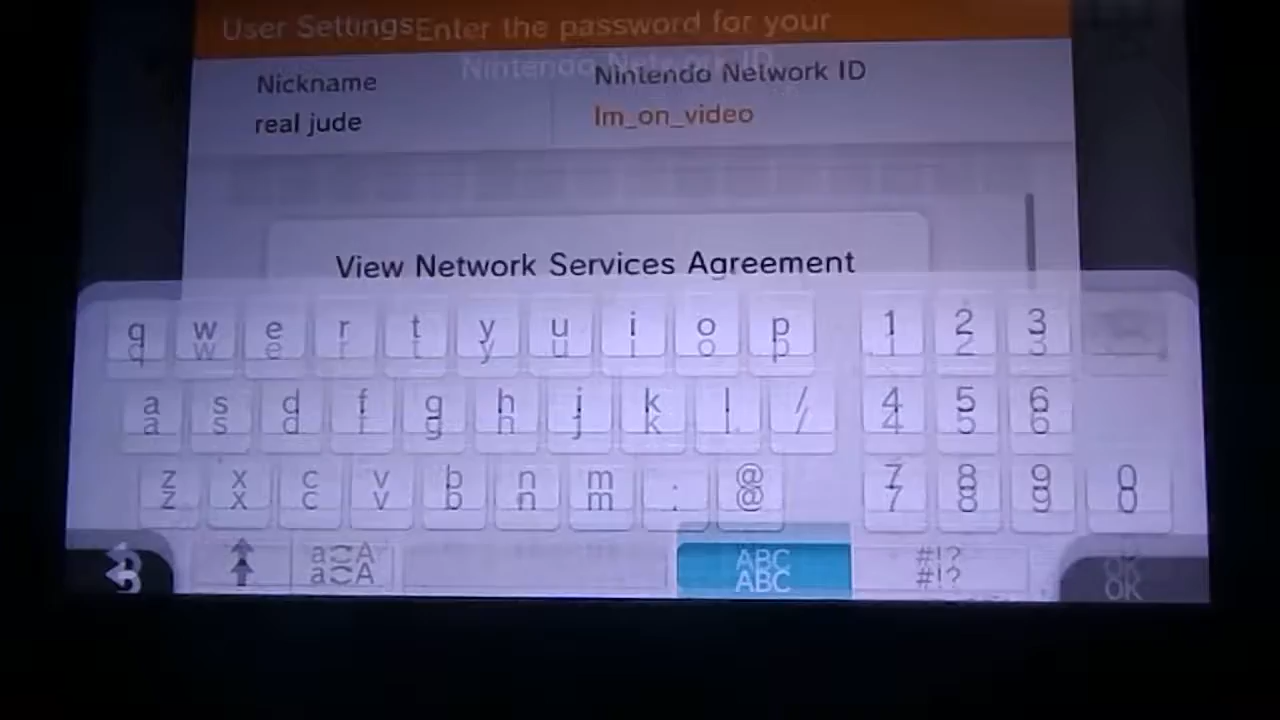 User Settings Enter the password for your
Nintendo Network ID
Nickname
Nintendo Network ID
real jude
Im_on_video
View Network Services Agreement
q w e r t y u i o p 1 2 3
a s d f g h j k l / 4 5 6
z x c v b n m . @ 7 8 9 0
a⇄A ABC #!? OK